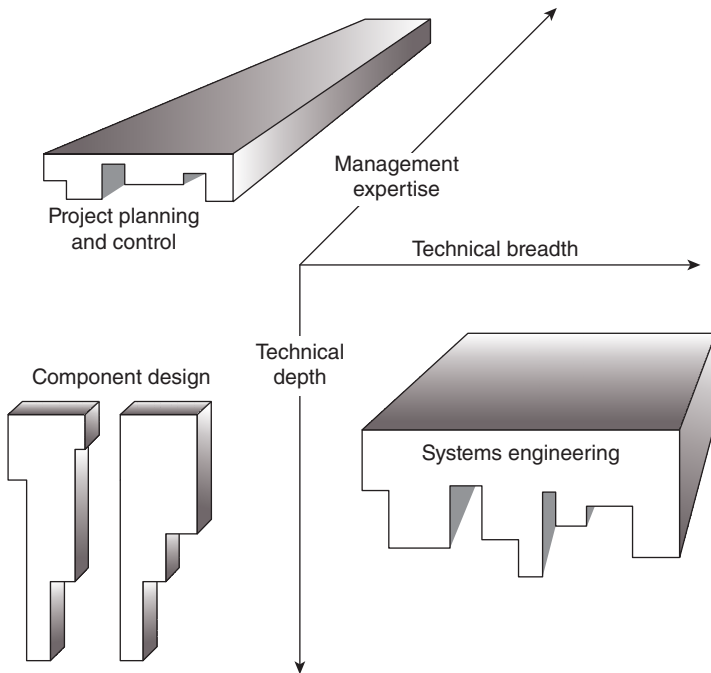 Management
expertise
Project planning
and control
Technical breadth
Technical
depth
Component design
Systems engineering